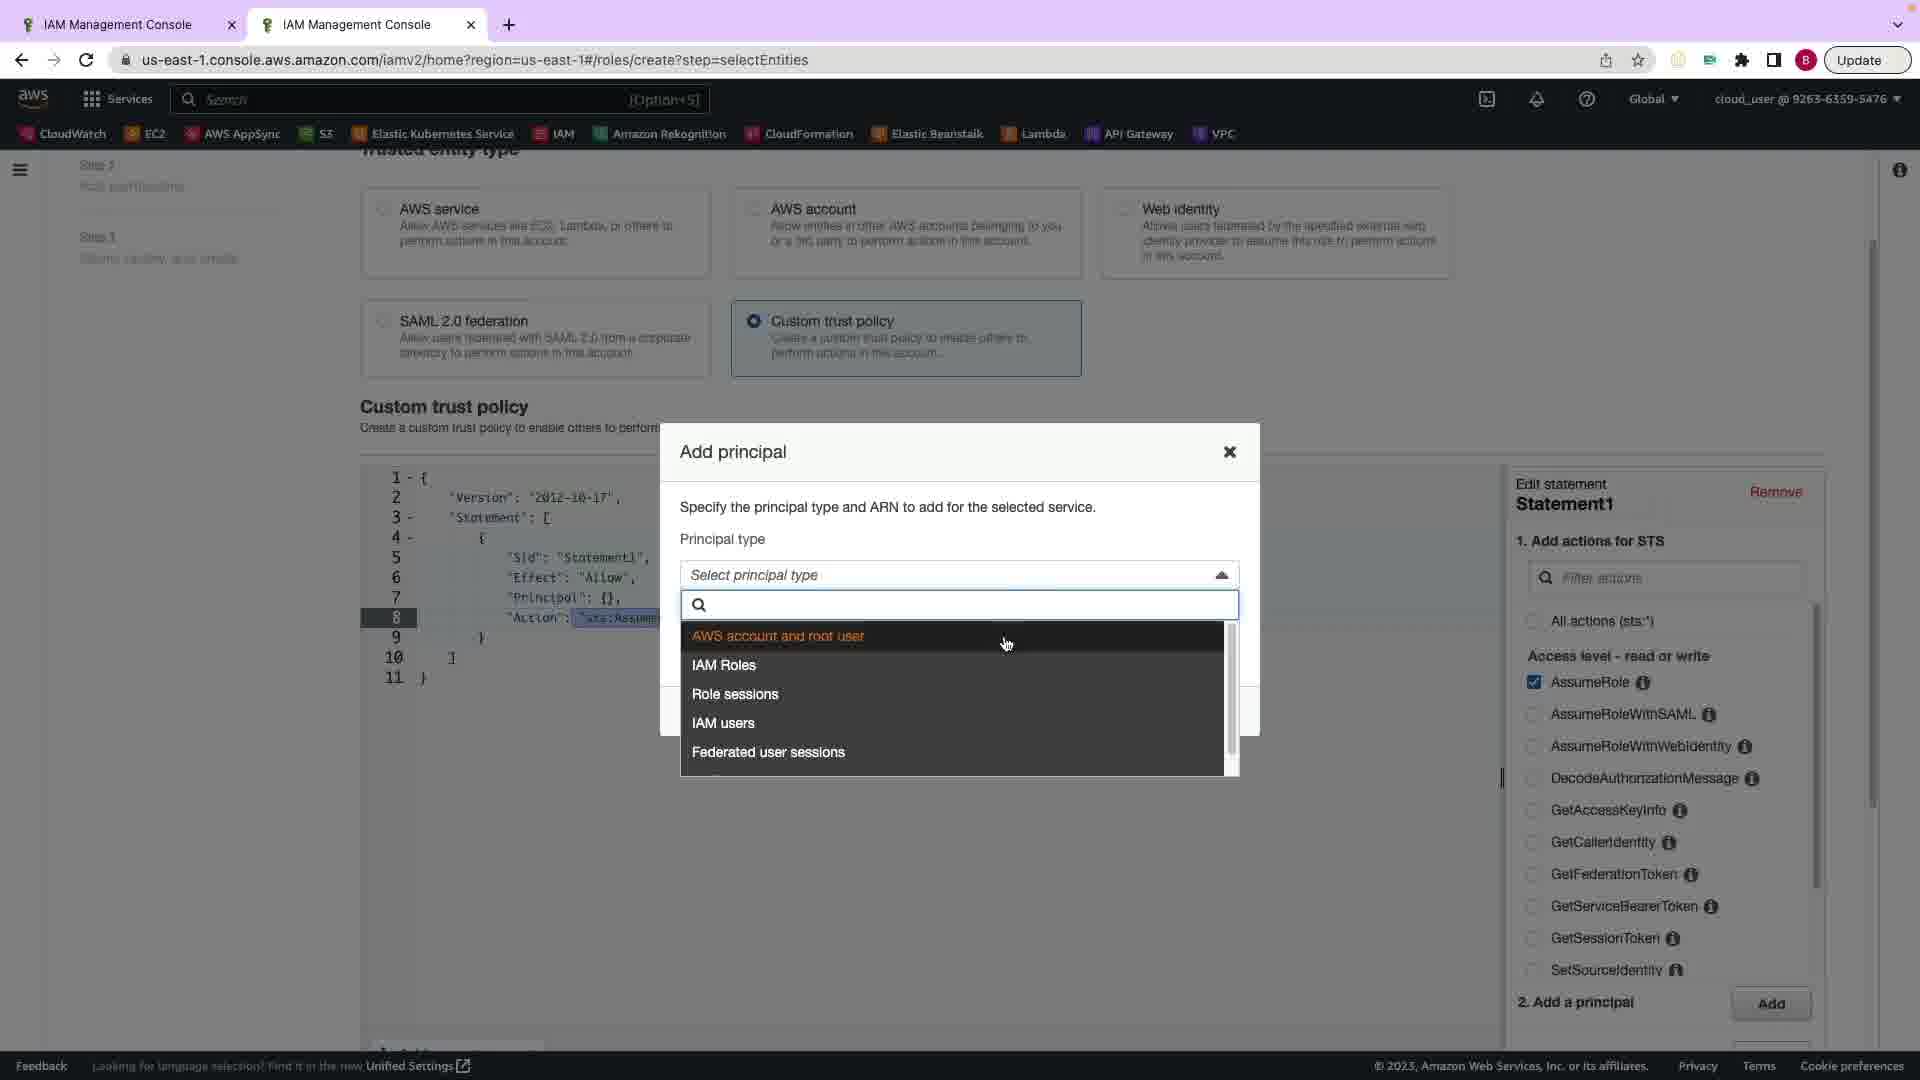 IAM Management Console
IAM Management Console
us-east-1.console.aws.amazon.com/iamv2/home?region=us-east-1#/roles/create?step=selectEntities
B
Update
aws
Services
Search
[Option+S]
Global
cloud_user @ 9263-6359-5476
CloudWatch
EC2
AWS AppSync
S3
Elastic Kubernetes Service
IAM
Amazon Rekognition
CloudFormation
Elastic Beanstalk
Lambda
API Gateway
VPC
Trusted entity type
Step 2
Add permissions
Step 3
Name, review, and create
AWS service
Allow AWS services like EC2, Lambda, or others to
perform actions in this account.
AWS account
Allow entities in other AWS accounts belonging to you
or a 3rd party to perform actions in this account.
Web identity
Allows users federated by the specified external web
identity provider to assume this role to perform actions
in this account.
SAML 2.0 federation
Allow users federated with SAML 2.0 from a corporate
directory to perform actions in this account.
Custom trust policy
Create a custom trust policy to enable others to
perform actions in this account.
Custom trust policy
Create a custom trust policy to enable others to perform
1 {
2 "Version": "2012-10-17",
3 "Statement": [
4 {
5 "Sid": "Statement1",
6 "Effect": "Allow",
7 "Principal": {},
8 "Action": "sts:Assume
9 }
10 ]
11 }
Add principal
Specify the principal type and ARN to add for the selected service.
Principal type
Select principal type
AWS account and root user
IAM Roles
Role sessions
IAM users
Federated user sessions
Edit statement
Statement1
Remove
1. Add actions for STS
Filter actions
All actions (sts:*)
Access level - read or write
AssumeRole
AssumeRoleWithSAML
AssumeRoleWithWebIdentity
DecodeAuthorizationMessage
GetAccessKeyInfo
GetCallerIdentity
GetFederationToken
GetServiceBearerToken
GetSessionToken
SetSourceIdentity
2. Add a principal
Add
Feedback
Looking for language selection? Find it in the new Unified Settings
© 2023, Amazon Web Services, Inc. or its affiliates.
Privacy
Terms
Cookie preferences